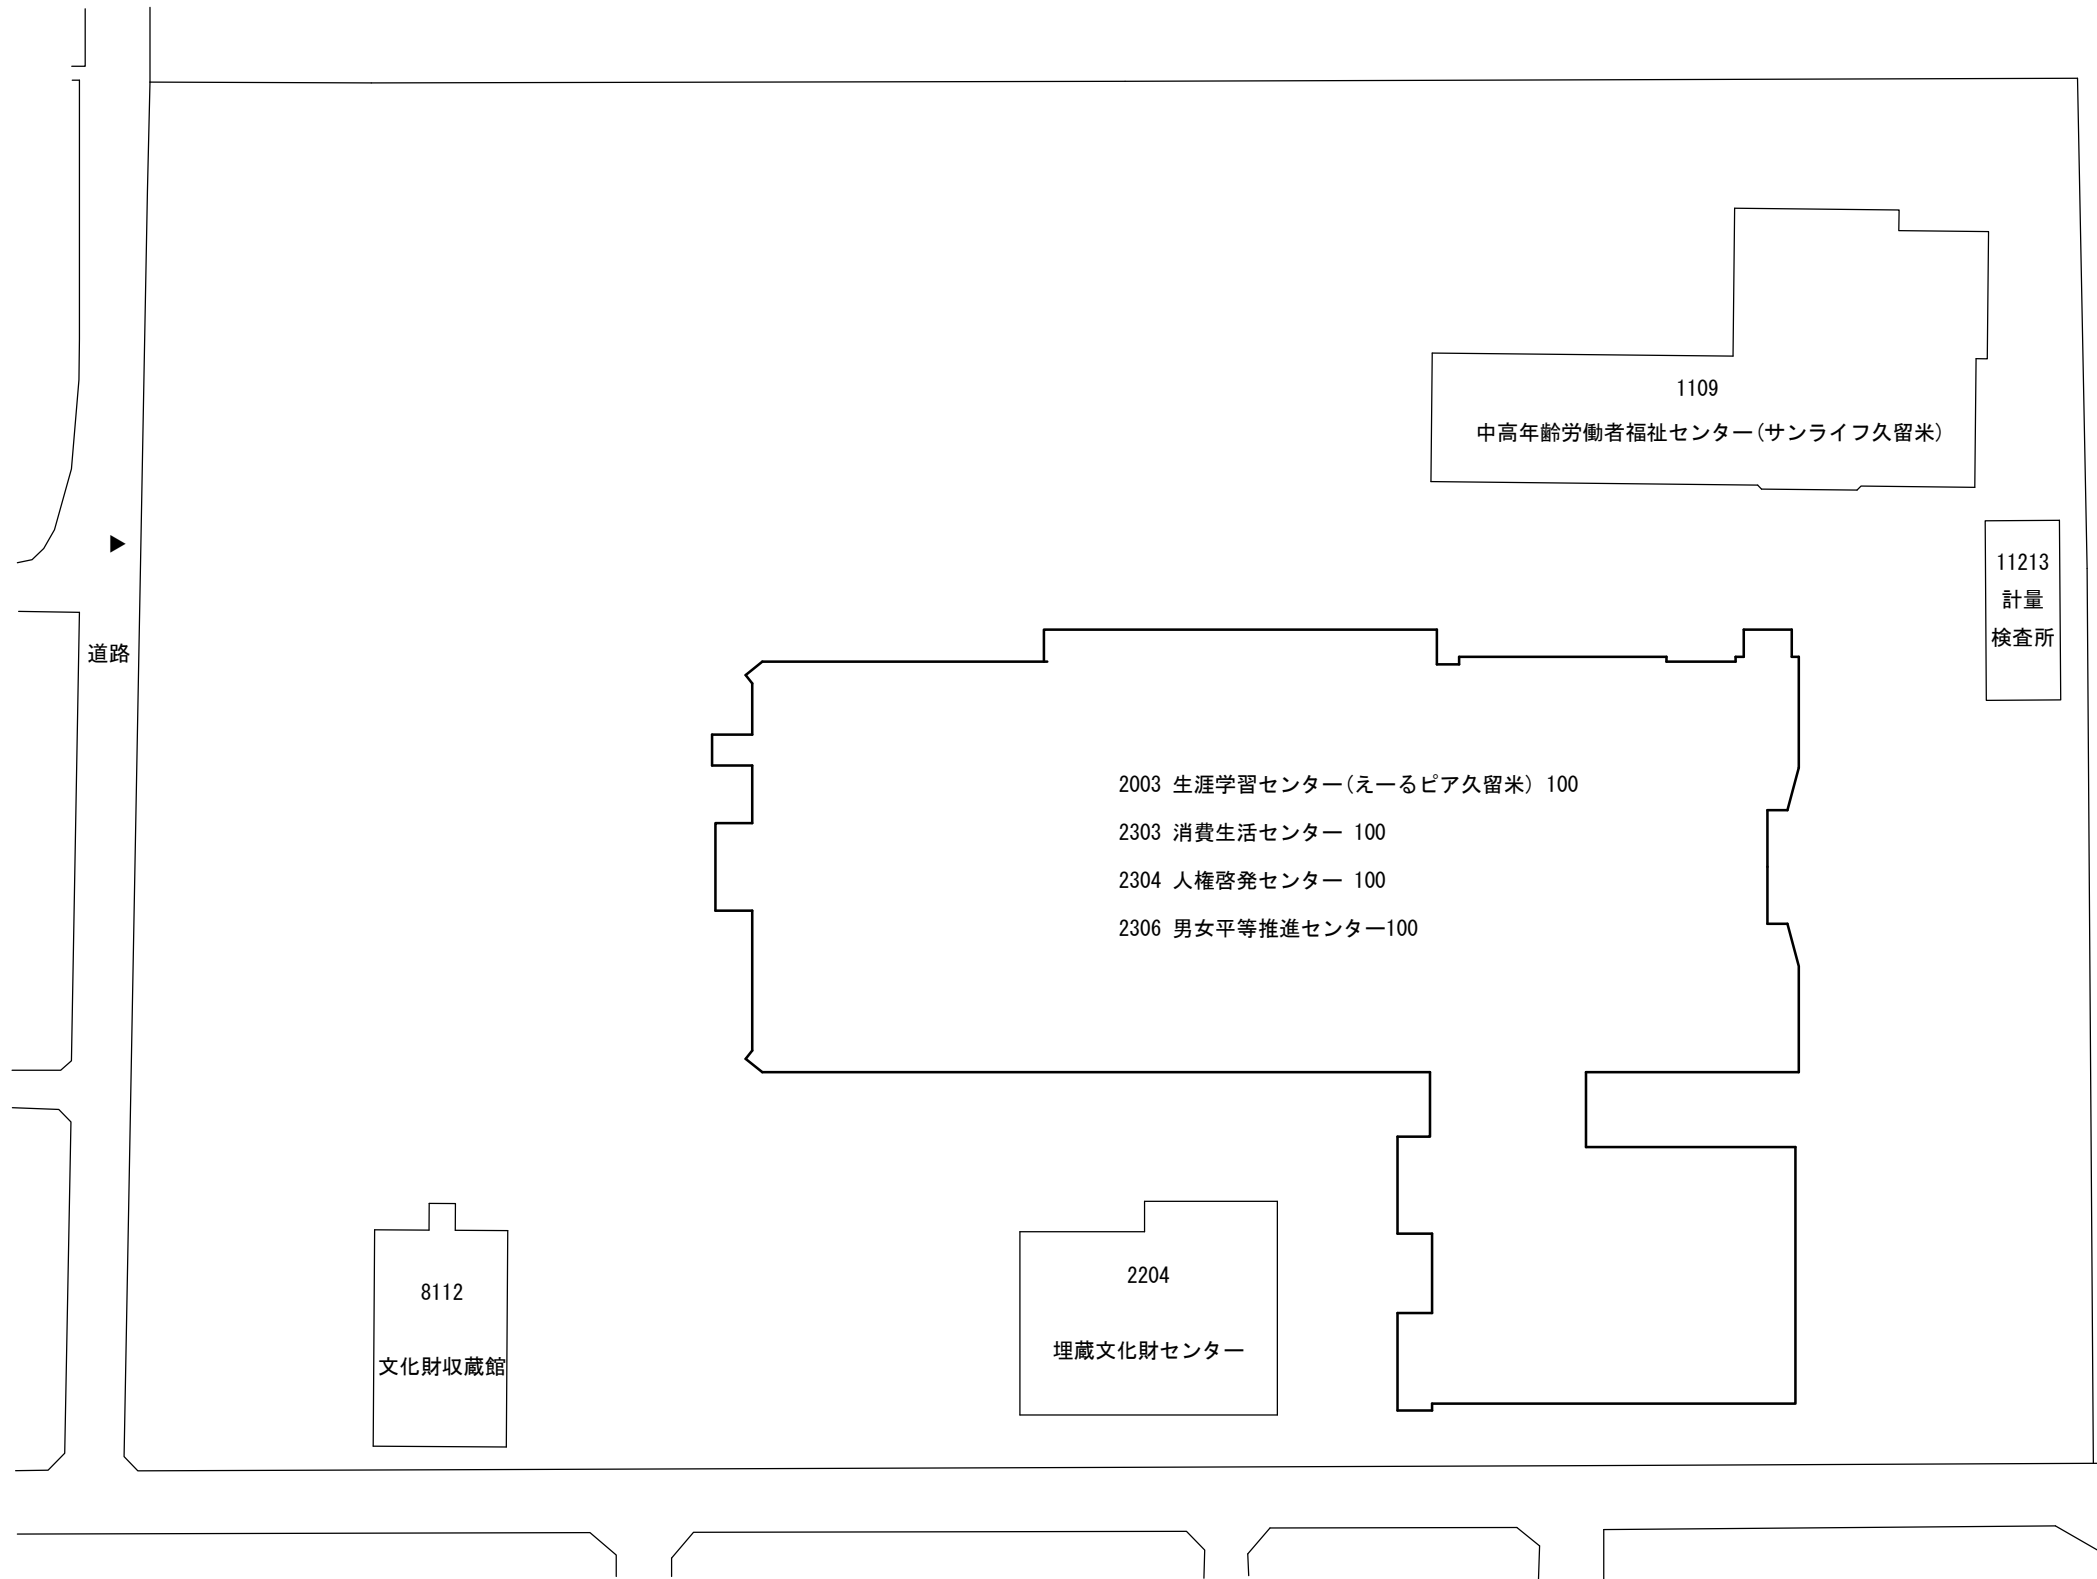 1109
中高年齢労働者福祉センター(サンライフ久留米)
11213
計量
検査所
▶
道路
2003 生涯学習センター(えーるピア久留米) 100
2303 消費生活センター 100
2304 人権啓発センター 100
2306 男女平等推進センター100
8112
文化財収蔵館
2204
埋蔵文化財センター